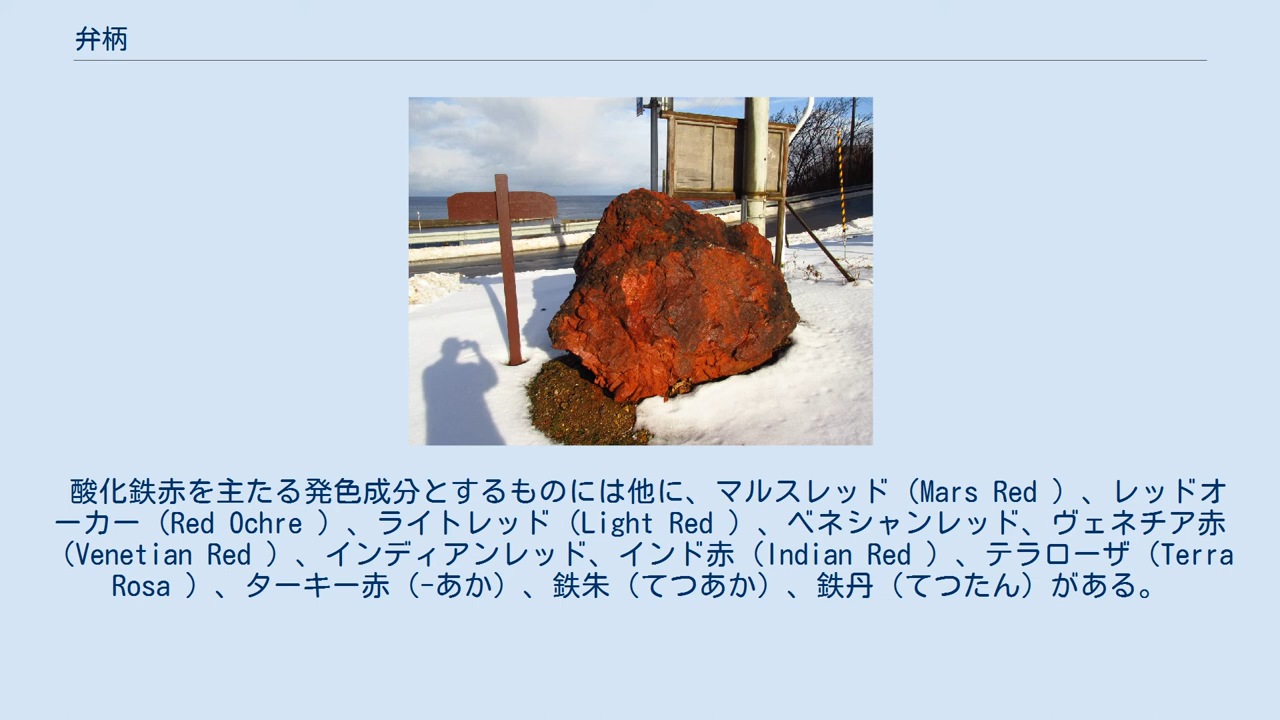 弁柄
酸化鉄赤を主たる発色成分とするものには他に、マルスレッド（Mars Red ）、レッドオ
ーカー（Red Ochre ）、ライトレッド（Light Red ）、ベネシャンレッド、ヴェネチア赤
（Venetian Red ）、インディアンレッド、インド赤（Indian Red ）、テラローザ（Terra
Rosa ）、ターキー赤（-あか）、鉄朱（てつあか）、鉄丹（てつたん）がある。